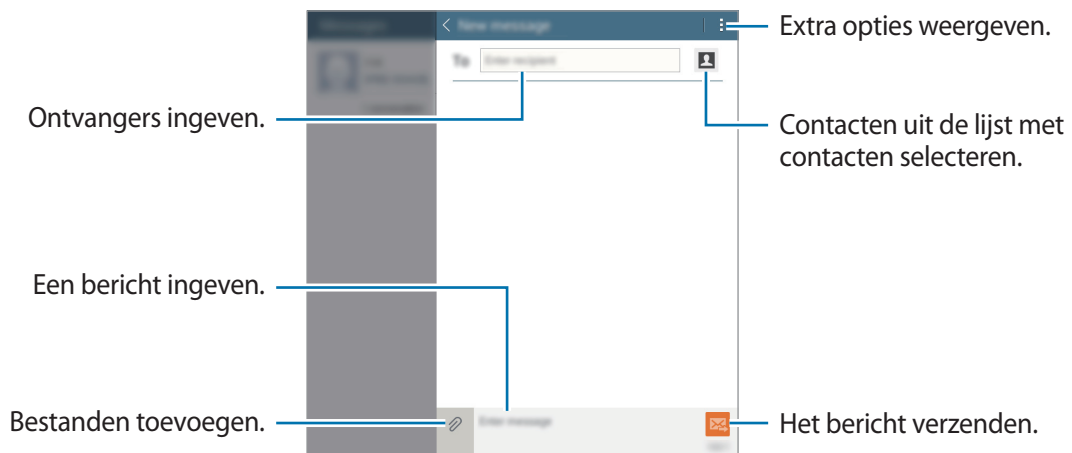 Messages
New message
Extra opties weergeven.
To
Enter recipient
Ontvangers ingeven.
Contacten uit de lijst met
contacten selecteren.
Een bericht ingeven.
Bestanden toevoegen.
Enter message
Het bericht verzenden.